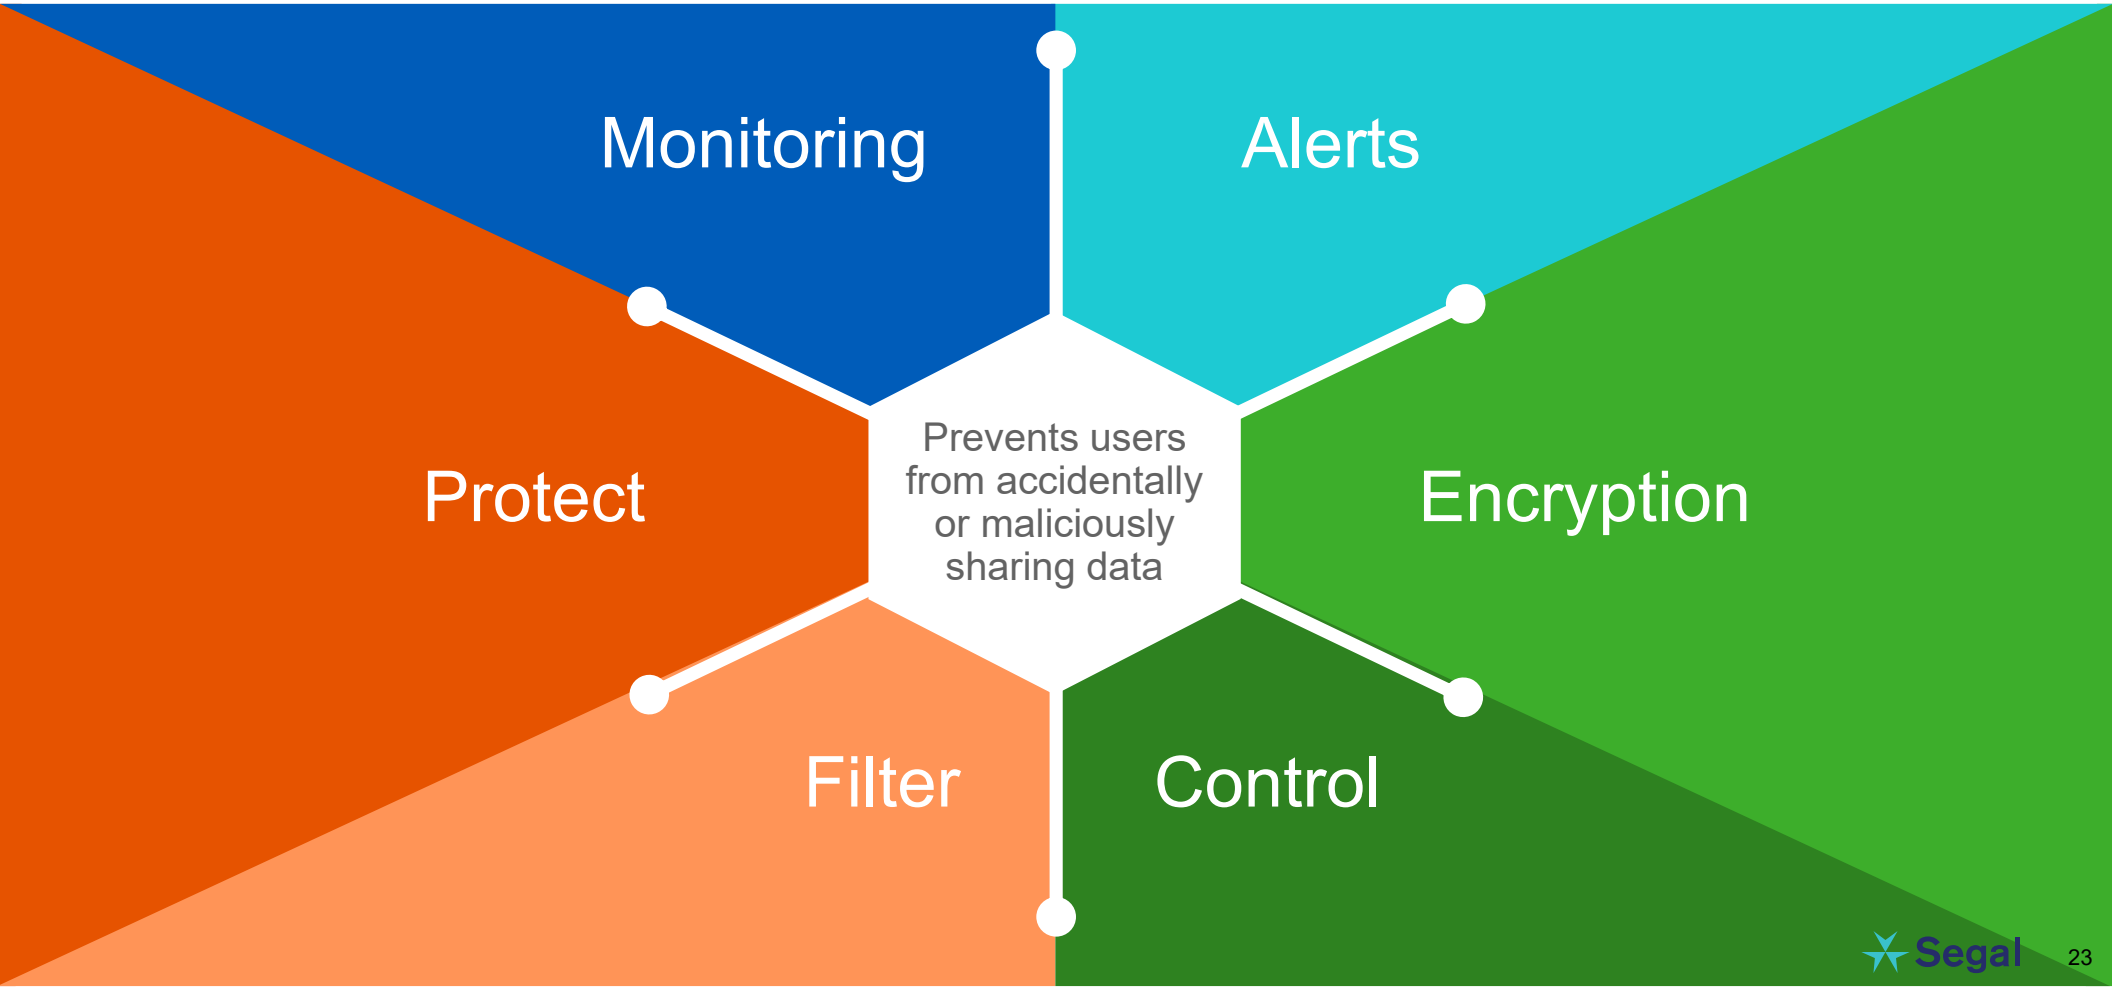 Monitoring
Alerts
Protect
Prevents users
from accidentally
or maliciously
sharing data
Encryption
Filter
Control
Segal
23